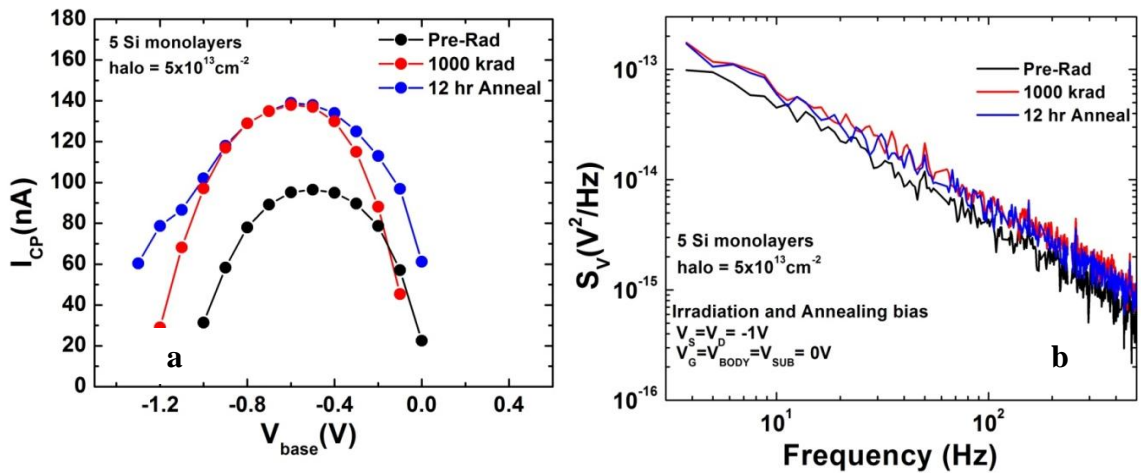 180
160
140
120
100
80
60
40
20
0
I_CP(nA)
5 Si monolayers
halo = 5x10^13cm^-2
Pre-Rad
1000 krad
12 hr Anneal
a
-1.2 -0.8 -0.4 0.0 0.4
V_base(V)
10^-13
10^-14
10^-15
10^-16
S_V(V^2/Hz)
Pre-Rad
1000 krad
12 hr Anneal
5 Si monolayers
halo = 5x10^13cm^-2
Irradiation and Annealing bias
V_S=V_D= -1V
V_G=V_BODY=V_SUB= 0V
b
10^1 10^2
Frequency (Hz)